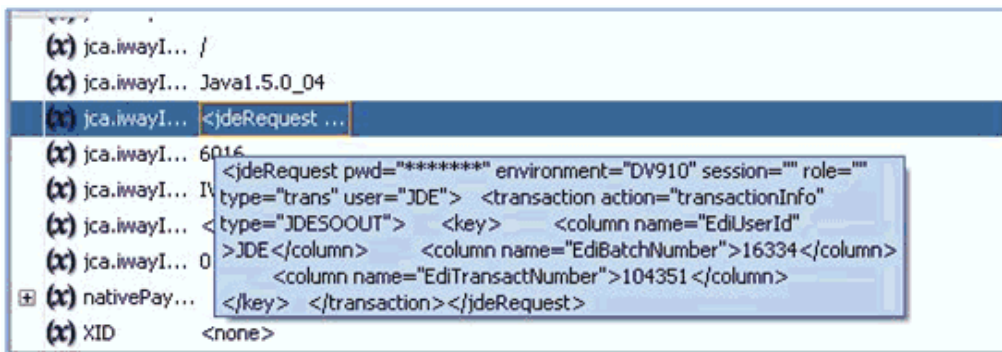 (x) jca.iwayI... /
(x) jca.iwayI... Java1.5.0_04
(x) jca.iwayI... <jdeRequest ...
(x) jca.iwayI... 6016
<jdeRequest pwd="*******" environment="DV910" session="" role=""
(x) jca.iwayI...
type="trans" user="JDE"> <transaction action="transactionInfo"
(x) jca.iwayI... <
type="JDESOOUT"> <key> <column name="EdiUserId"
>JDE</column> <column name="EdiBatchNumber">16334</column>
(x) jca.iwayI... 0
<column name="EdiTransactNumber">104351</column>
(x) nativePay...
</key> </transaction></jdeRequest>
(x) XID <none>